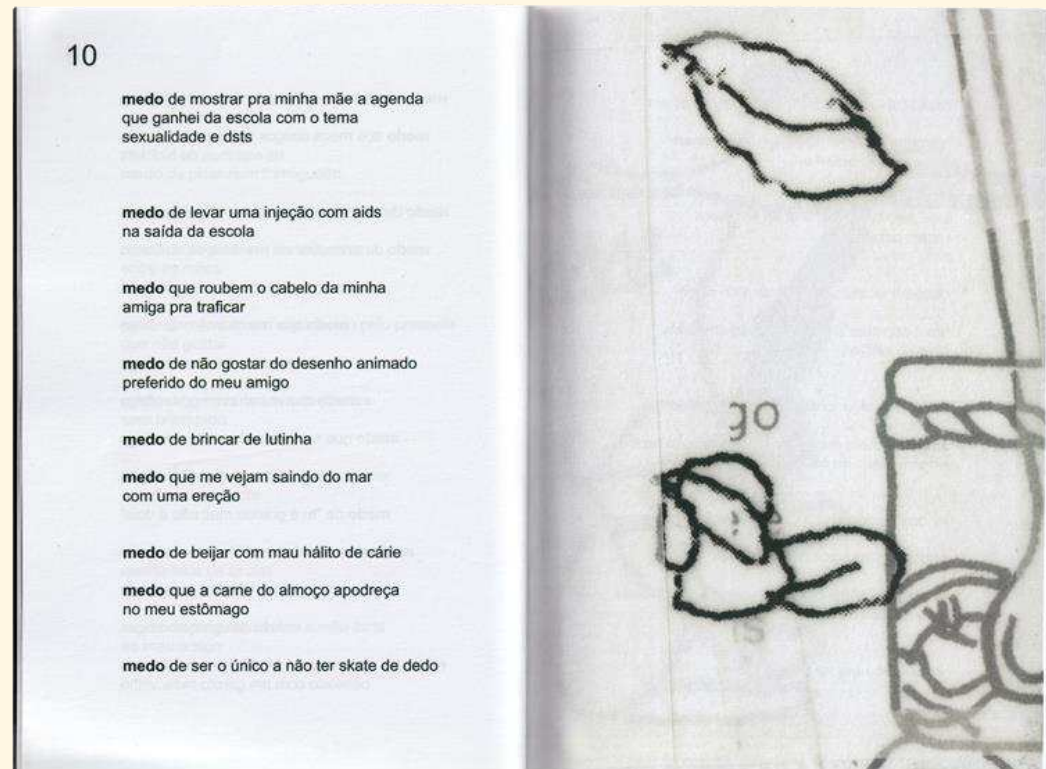 10
medo de mostrar pra minha mãe a agenda
que ganhei da escola com o tema
sexualidade e dsts
medo de levar uma injeção com aids
na saída da escola
medo que roubem o cabelo da minha
amiga pra traficar
medo de não gostar do desenho animado
preferido do meu amigo
medo de brincar de lutinha
medo que me vejam saindo do mar
com uma ereção
medo de beijar com mau hálito de cárie
medo que a carne do almoço apodreça
no meu estômago
medo de ser o único a não ter skate de dedo
go
is